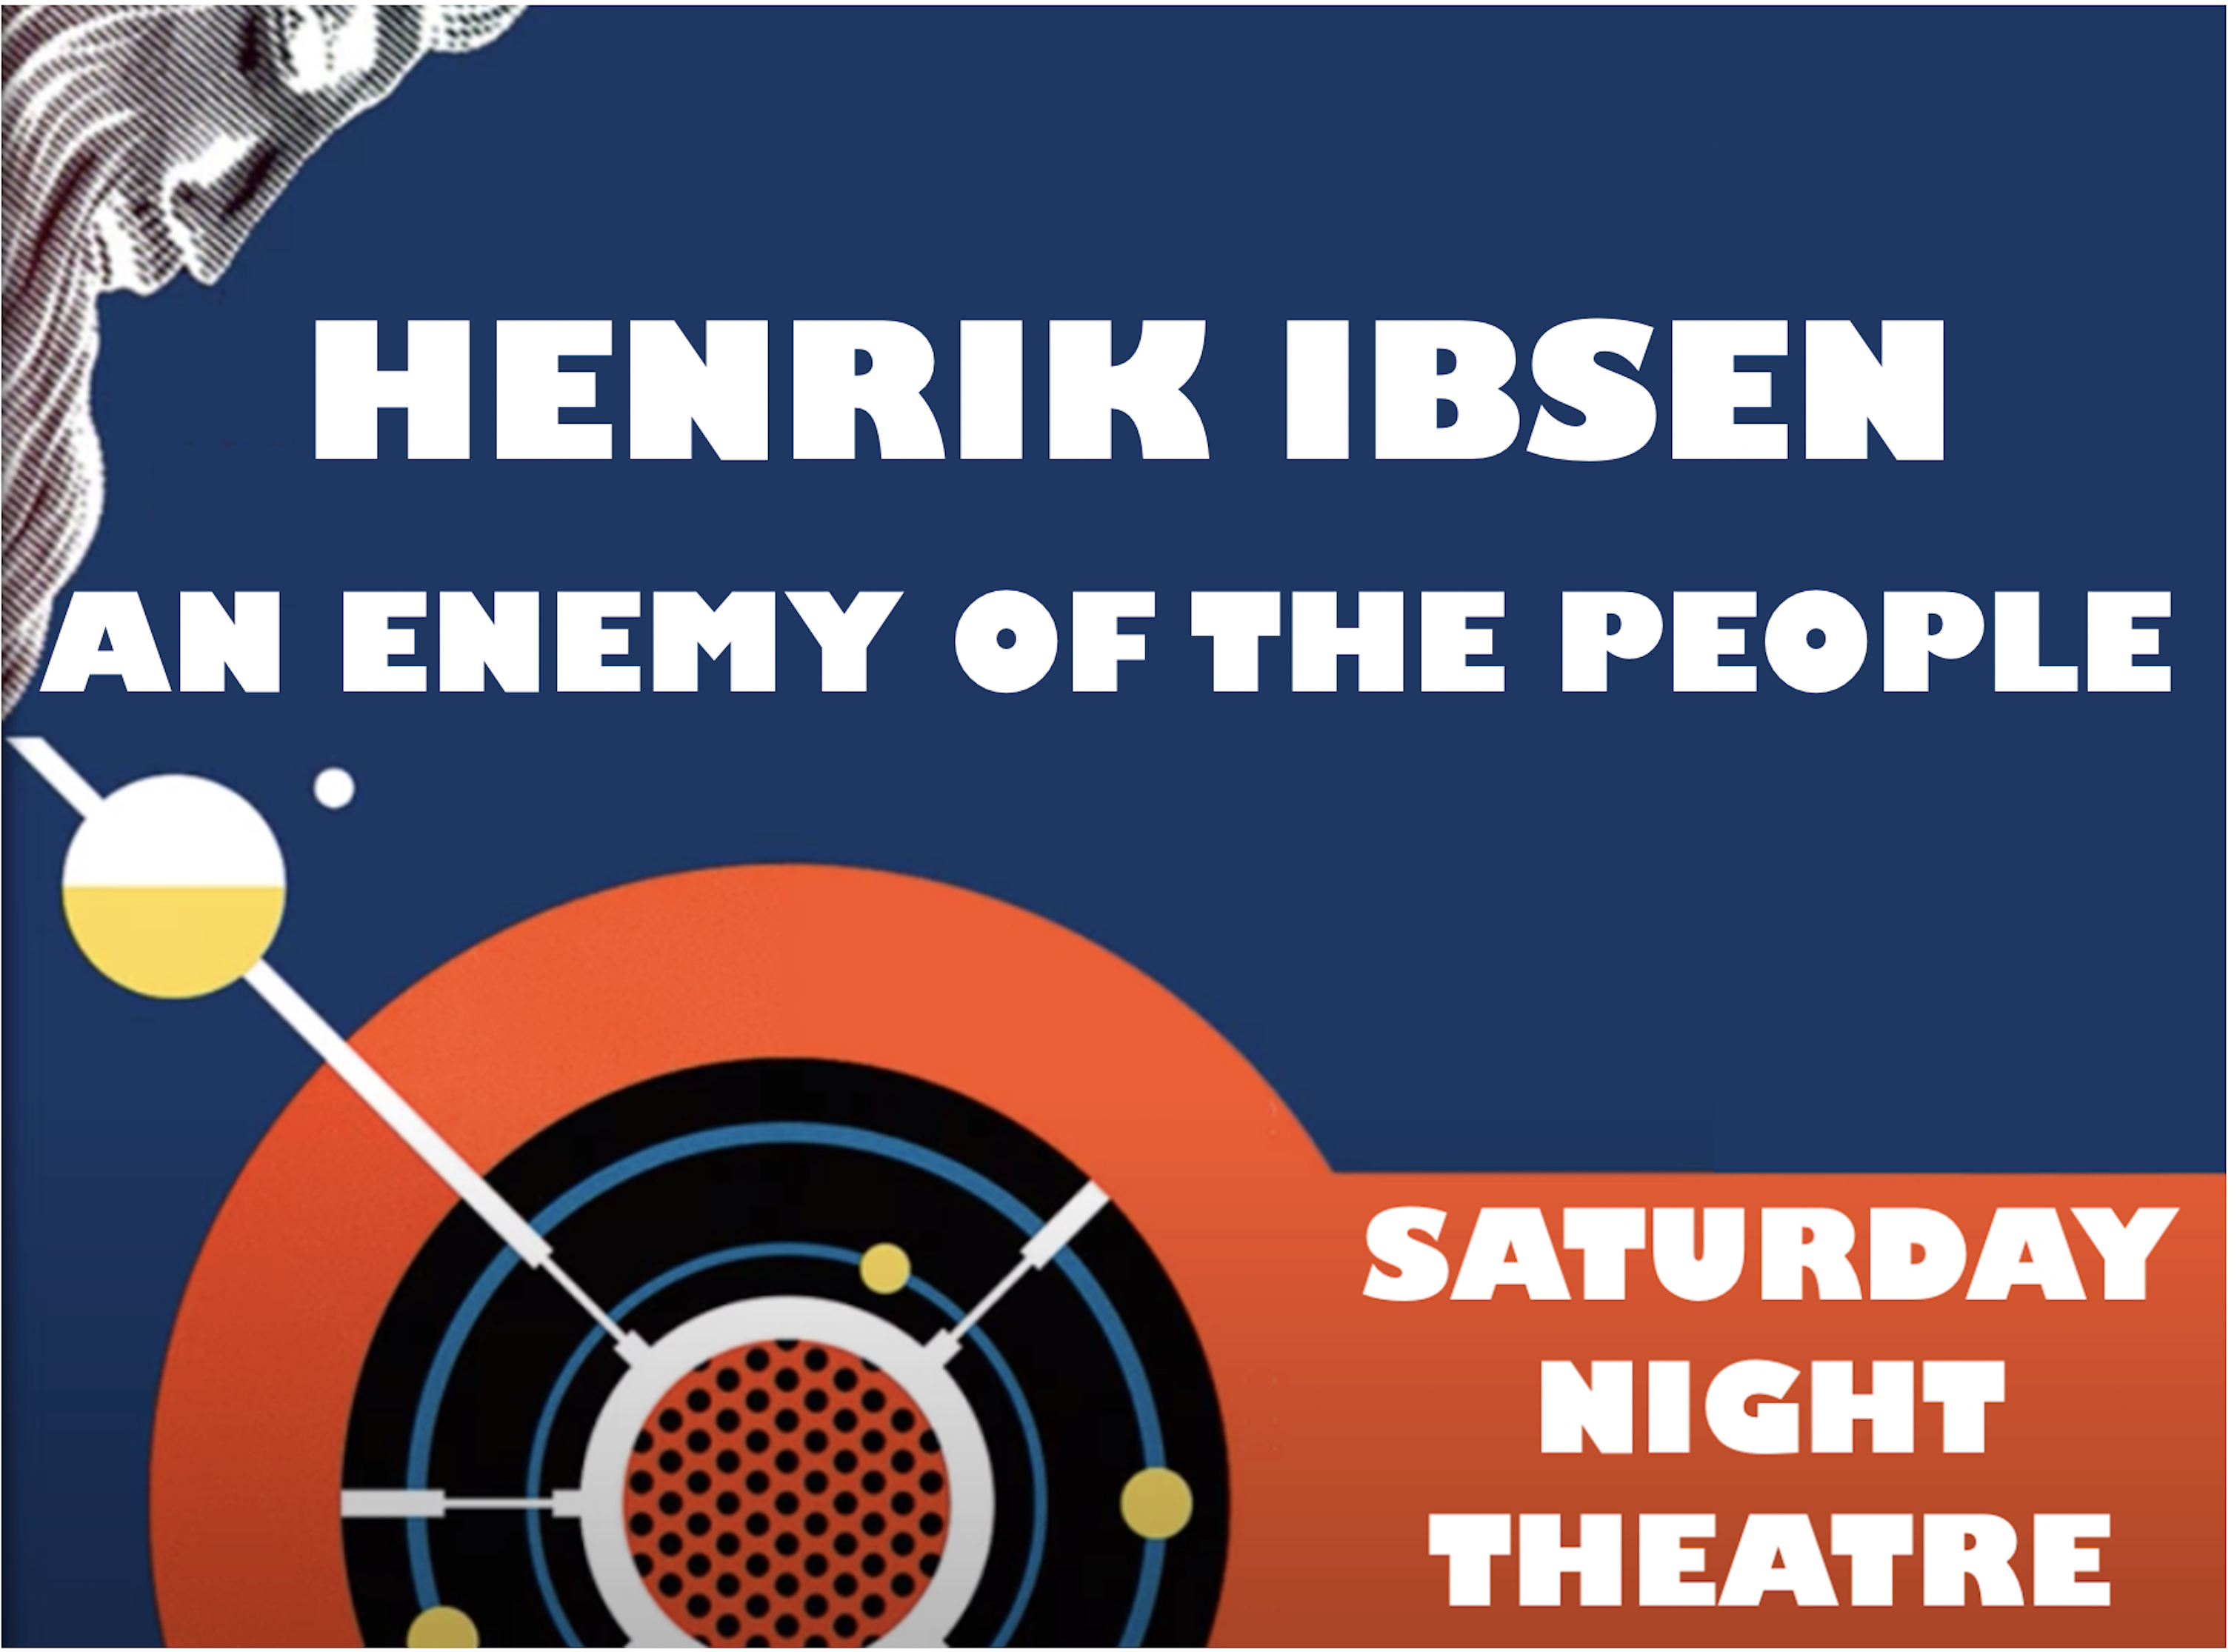 HENRIK IBSEN
AN ENEMY OF THE PEOPLE
SATURDAY
NIGHT
THEATRE